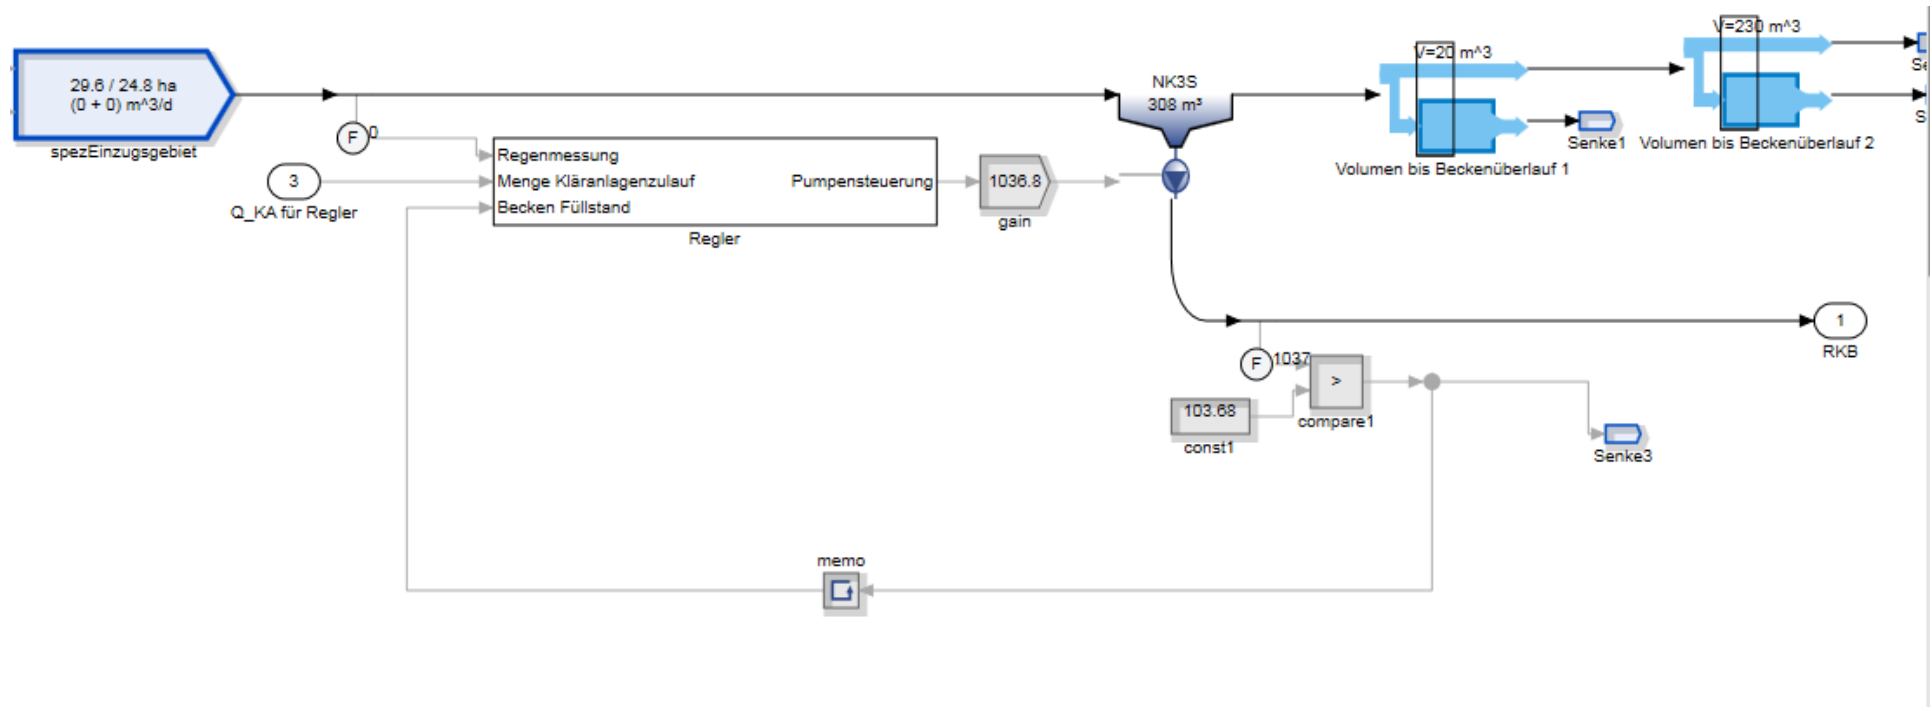 29.6 / 24.8 ha
(0 + 0) m^3/d
spezEinzugsgebiet
F
0
3
Q_KA für Regler
Regenmessung
Menge Kläranlagenzulauf
Becken Füllstand
Pumpensteuerung
Regler
1036.8
gain
NK3S
308 m³
V=20 m^3
Senke1
Volumen bis Beckenüberlauf 1
V=230 m^3
Volumen bis Beckenüberlauf 2
1
RKB
F
1037
>
compare1
103.68
const1
Senke3
memo